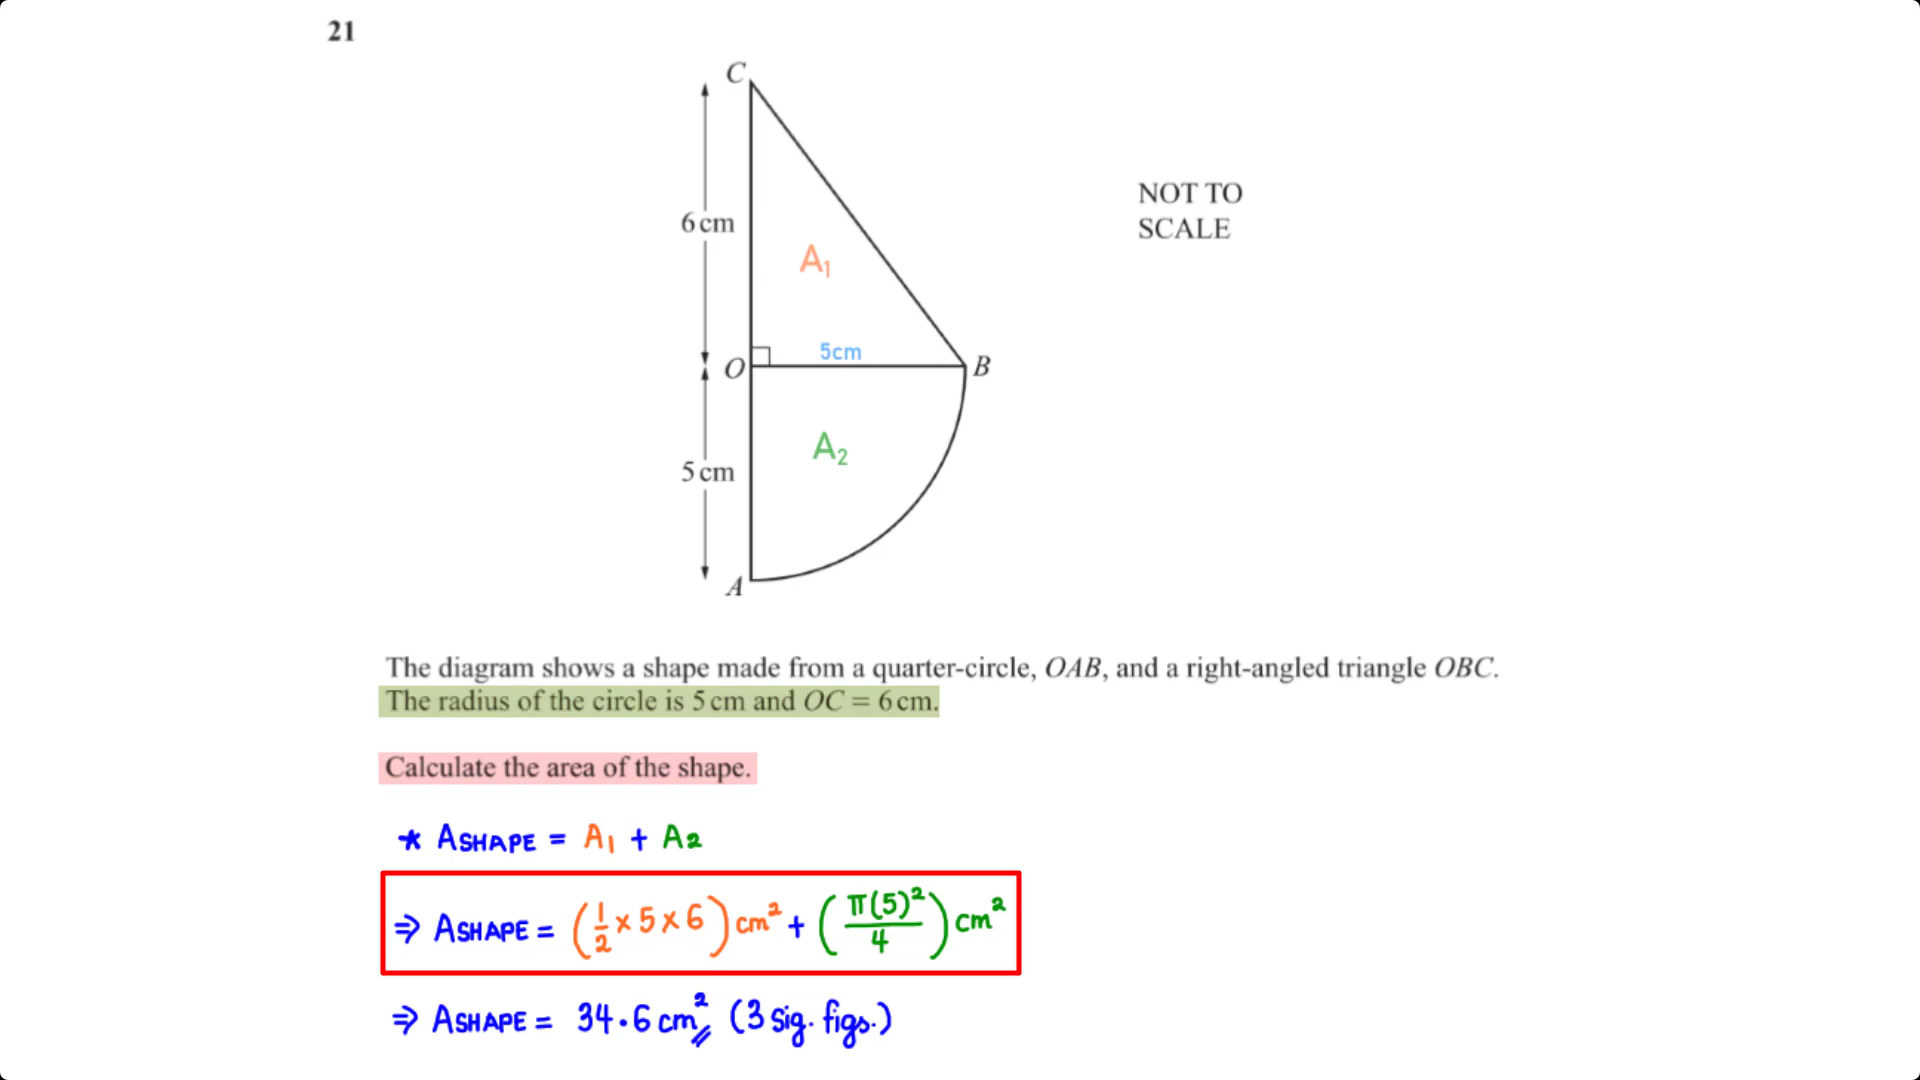 21
C
NOT TO
SCALE
6 cm
A₁
5cm
O
B
A₂
5 cm
A
The diagram shows a shape made from a quarter-circle, OAB, and a right-angled triangle OBC.
The radius of the circle is 5 cm and OC = 6 cm.
Calculate the area of the shape.
* ASHAPE = A₁ + A₂
⇒ ASHAPE = (1/2 × 5 × 6) cm² + (π(5)²/4) cm²
⇒ ASHAPE = 34.6 cm² (3 sig. figs.)